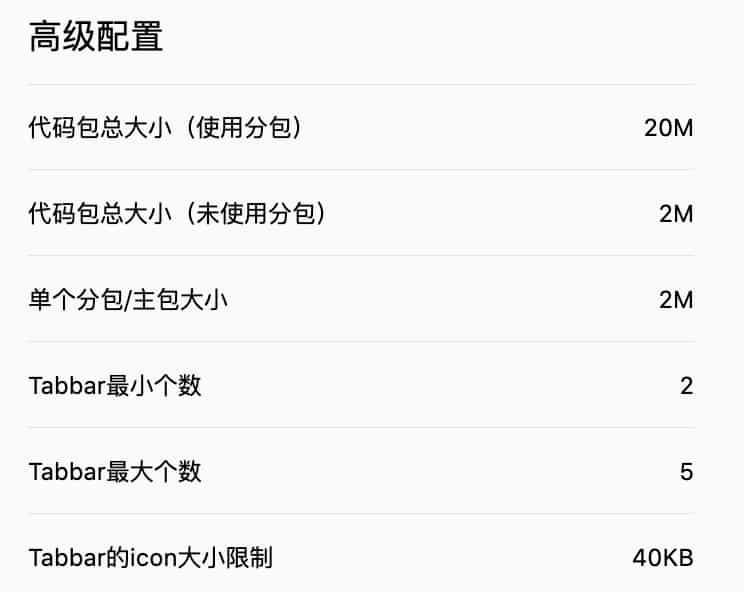 高级配置
代码包总大小（使用分包） 20M
代码包总大小（未使用分包） 2M
单个分包/主包大小 2M
Tabbar最小个数 2
Tabbar最大个数 5
Tabbar的icon大小限制 40KB